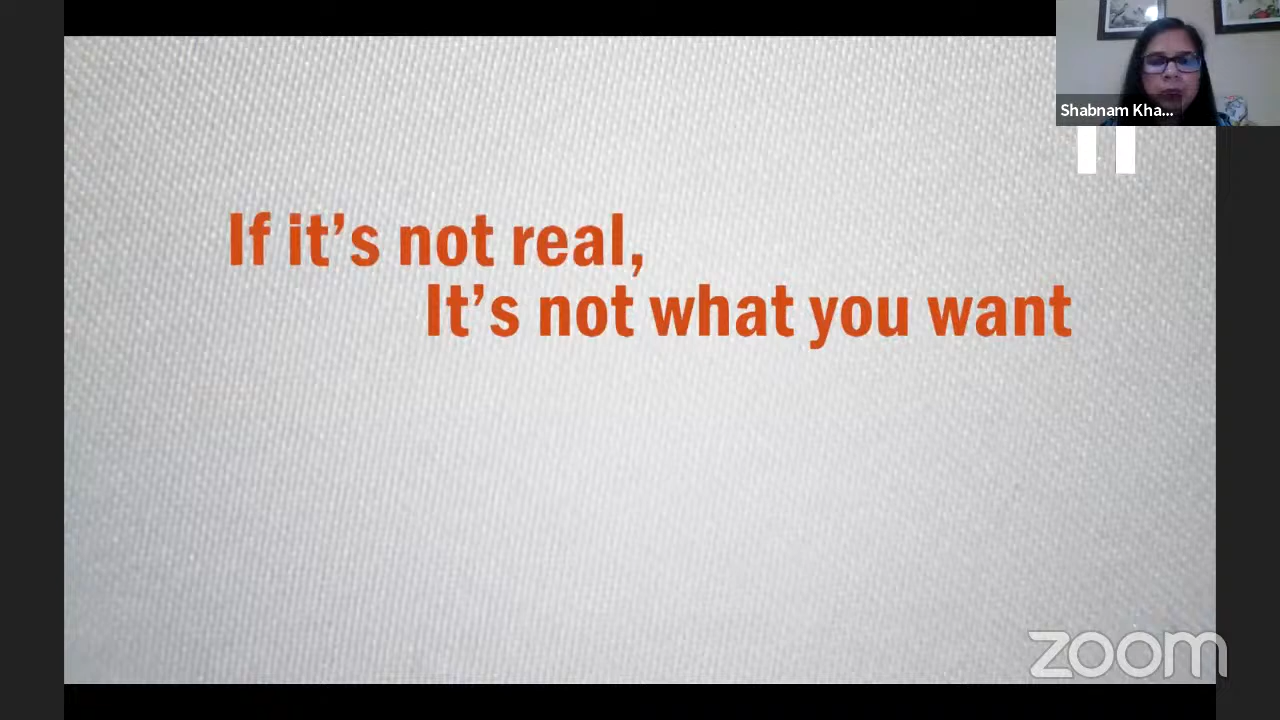 Shabnam Kha...
If it’s not real,
It’s not what you want
zoom